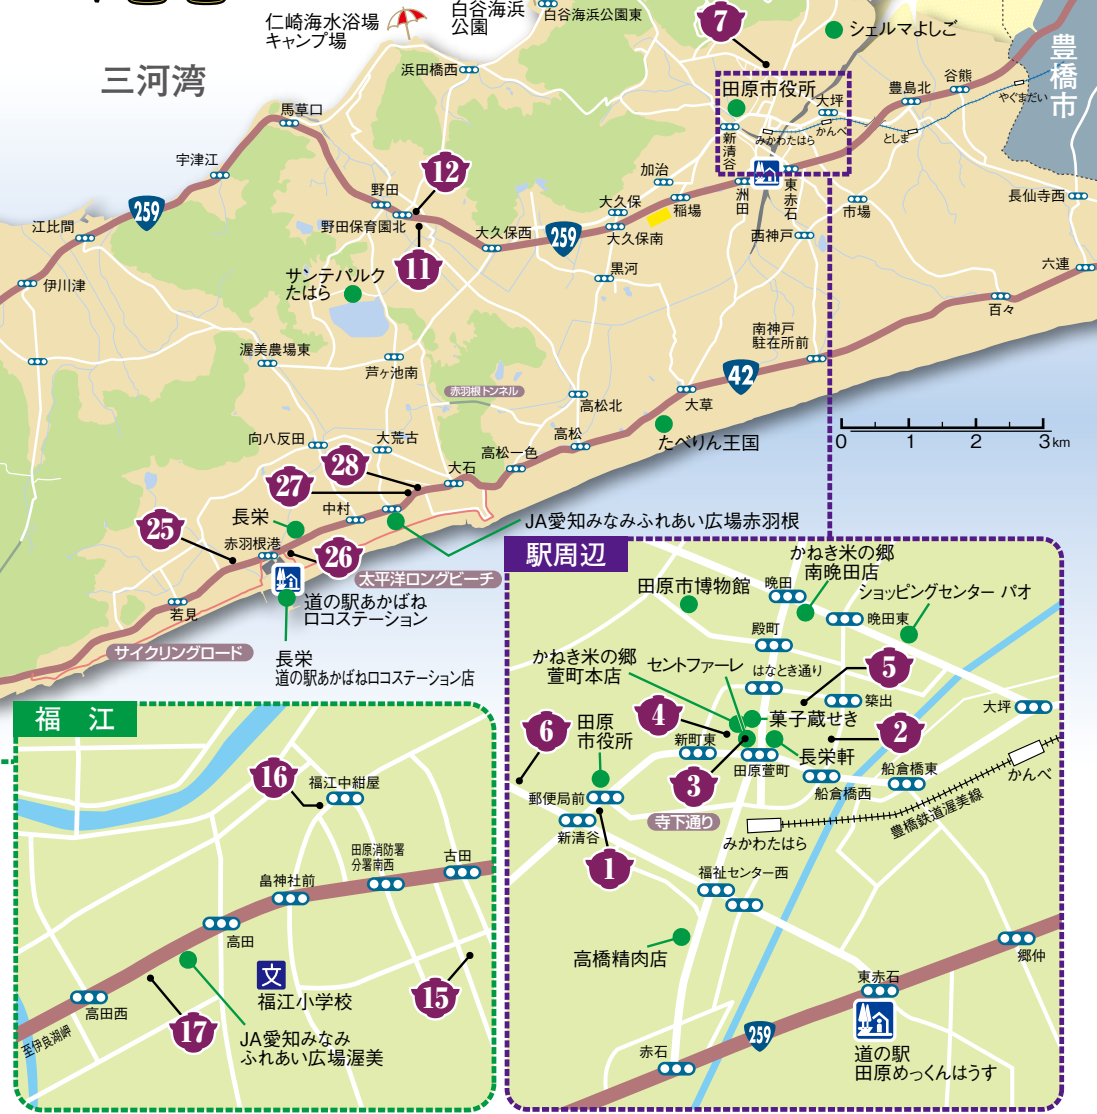 仁崎海水浴場
キャンプ場
白谷海浜
公園
白谷海浜公園東
7
シェルマよしご
三河湾
浜田橋西
豊橋市
谷熊
豊島北
やぐまだい
田原市役所
大坪
馬草口
新清谷
みかわたはら
かんべ
としま
宇津江
12
加治
259
野田
大久保
洲田
東赤石
稲場
市場
長仙寺西
江比間
野田保育園北
大久保西
259
大久保南
西神戸
11
黒河
六連
サンテパルク
たはら
伊川津
百々
南神戸
駐在所前
渥美農場東
芦ヶ池南
42
赤羽根トンネル
高松北
大草
向八反田
大荒古
高松
たべりん王国
0
1
2
3km
28
高松一色
大石
27
中村
長栄
25
JA愛知みなみふれあい広場赤羽根
赤羽根港
26
太平洋ロングビーチ
道の駅あかばね
ロコステーション
若見
サイクリングロード
長栄
道の駅あかばねロコステーション店
駅周辺
かねき米の郷
南晩田店
田原市博物館
晩田
ショッピングセンター パオ
晩田東
殿町
かねき米の郷
萱町本店
セントファーレ
はなとき通り
5
築出
大坪
4
菓子蔵せき
6
田原
市役所
2
新町東
長栄軒
田原萱町
船倉橋東
かんべ
3
船倉橋西
郵便局前
寺下通り
豊橋鉄道渥美線
新清谷
みかわたはら
1
福祉センター西
高橋精肉店
郷仲
東赤石
259
赤石
道の駅
田原めっくんはうす
福江
16
福江中紺屋
田原消防署
分署南西
古田
畠神社前
高田
文
福江小学校
15
高田西
17
至伊良湖岬
JA愛知みなみ
ふれあい広場渥美